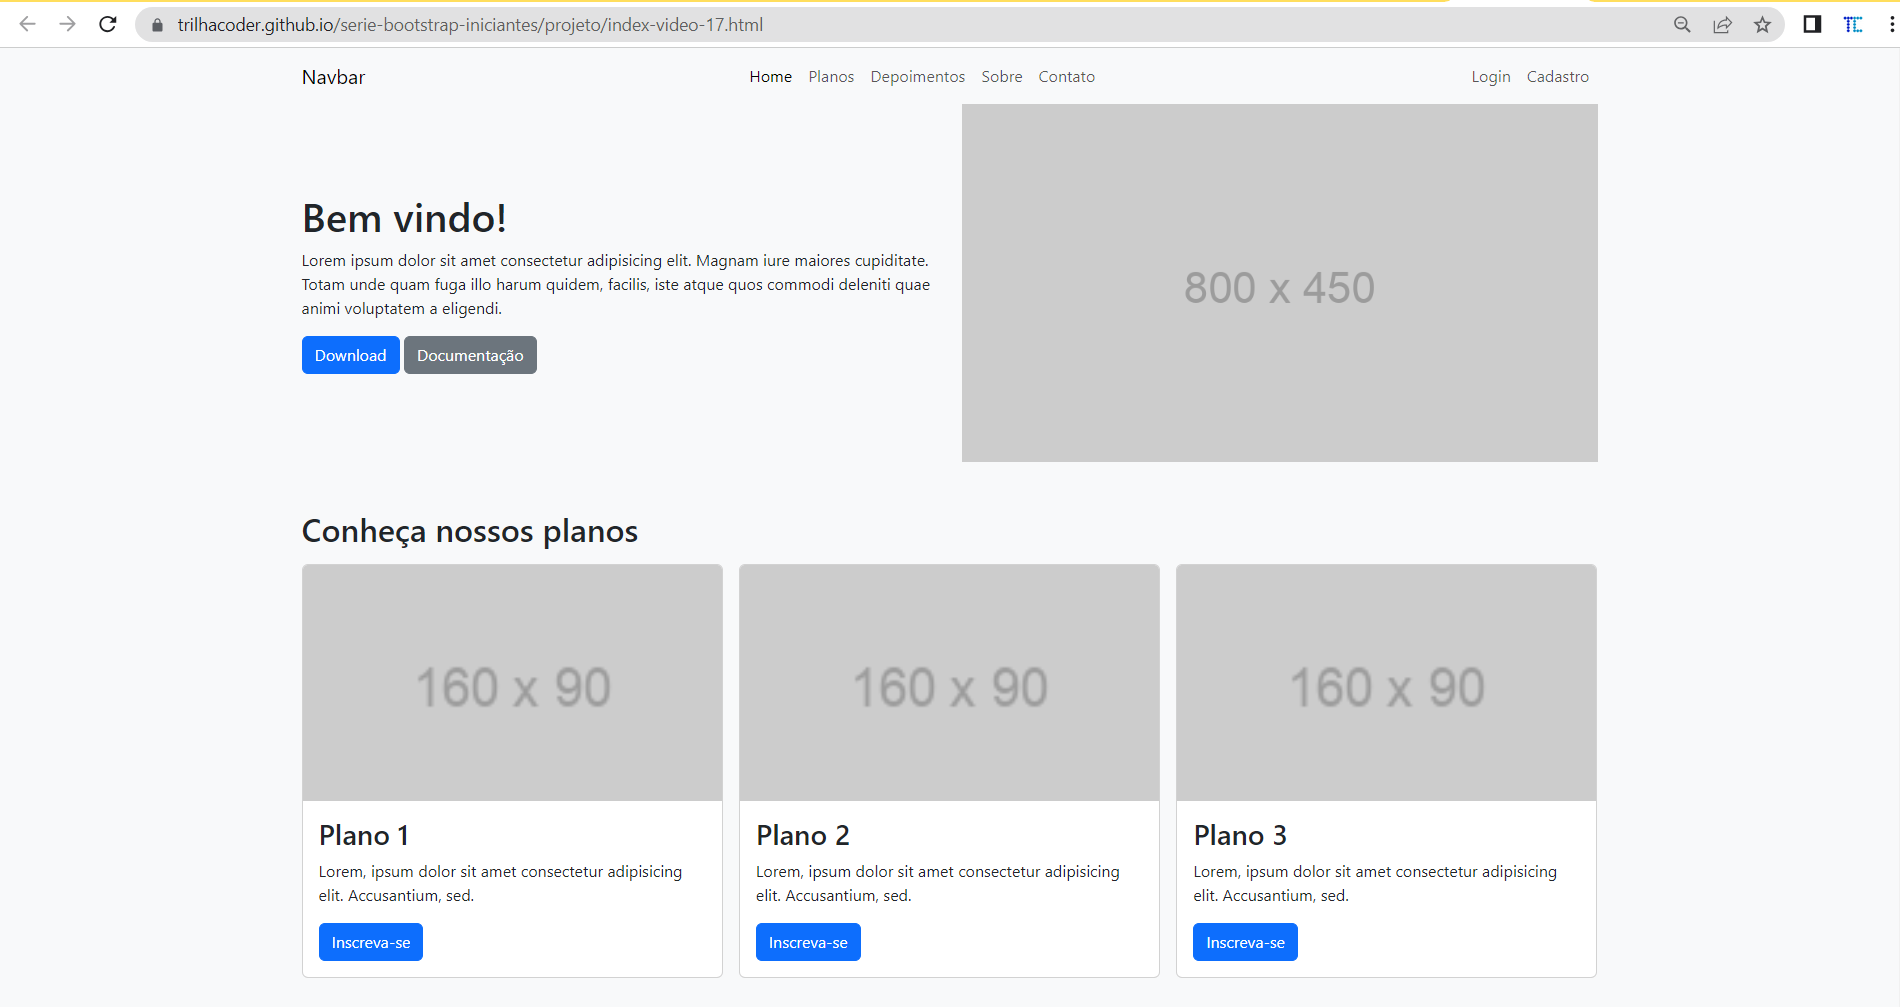 trilhacoder.github.io/serie-bootstrap-iniciantes/projeto/index-video-17.html
TC
Navbar
Home Planos Depoimentos Sobre Contato
Login Cadastro
Bem vindo!
Lorem ipsum dolor sit amet consectetur adipisicing elit. Magnam iure maiores cupiditate.
Totam unde quam fuga illo harum quidem, facilis, iste atque quos commodi deleniti quae
animi voluptatem a eligendi.
Download Documentação
800 x 450
Conheça nossos planos
160 x 90
Plano 1
Lorem, ipsum dolor sit amet consectetur adipisicing
elit. Accusantium, sed.
Inscreva-se
160 x 90
Plano 2
Lorem, ipsum dolor sit amet consectetur adipisicing
elit. Accusantium, sed.
Inscreva-se
160 x 90
Plano 3
Lorem, ipsum dolor sit amet consectetur adipisicing
elit. Accusantium, sed.
Inscreva-se